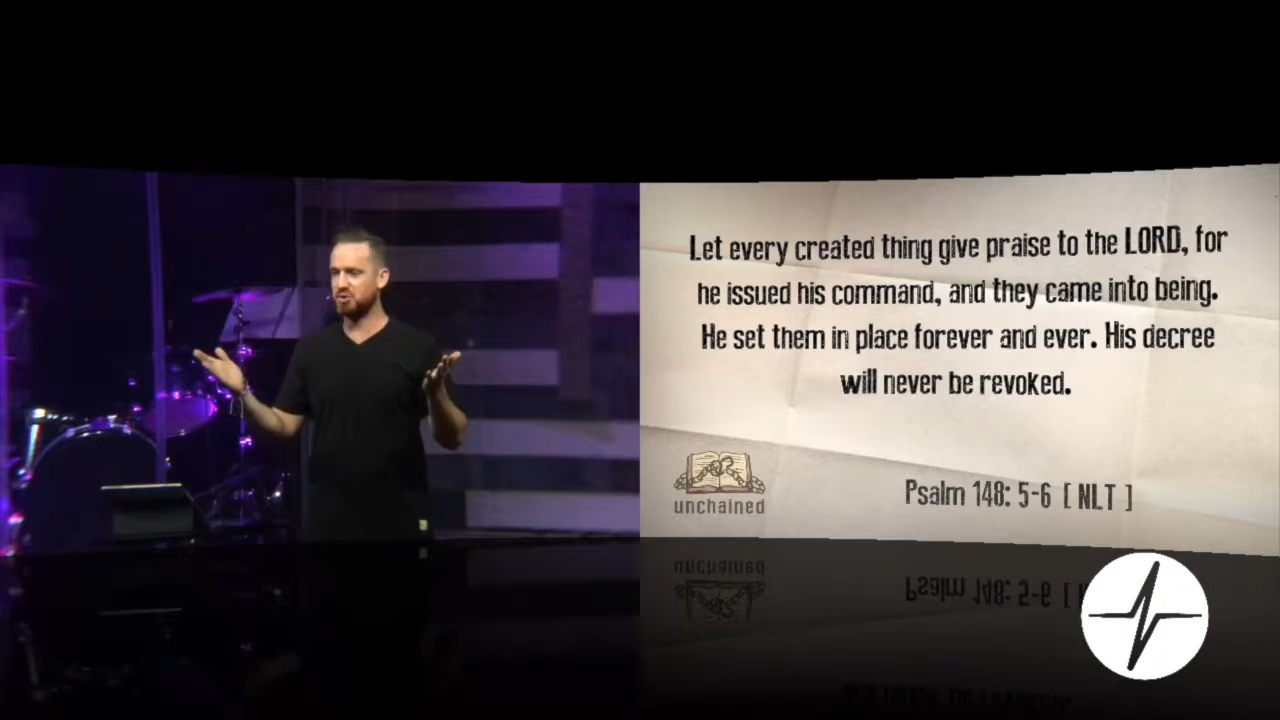 Let every created thing give praise to the LORD, for
he issued his command, and they came into being.
He set them in place forever and ever. His decree
will never be revoked.
unchained
Psalm 148: 5-6 [ NLT ]